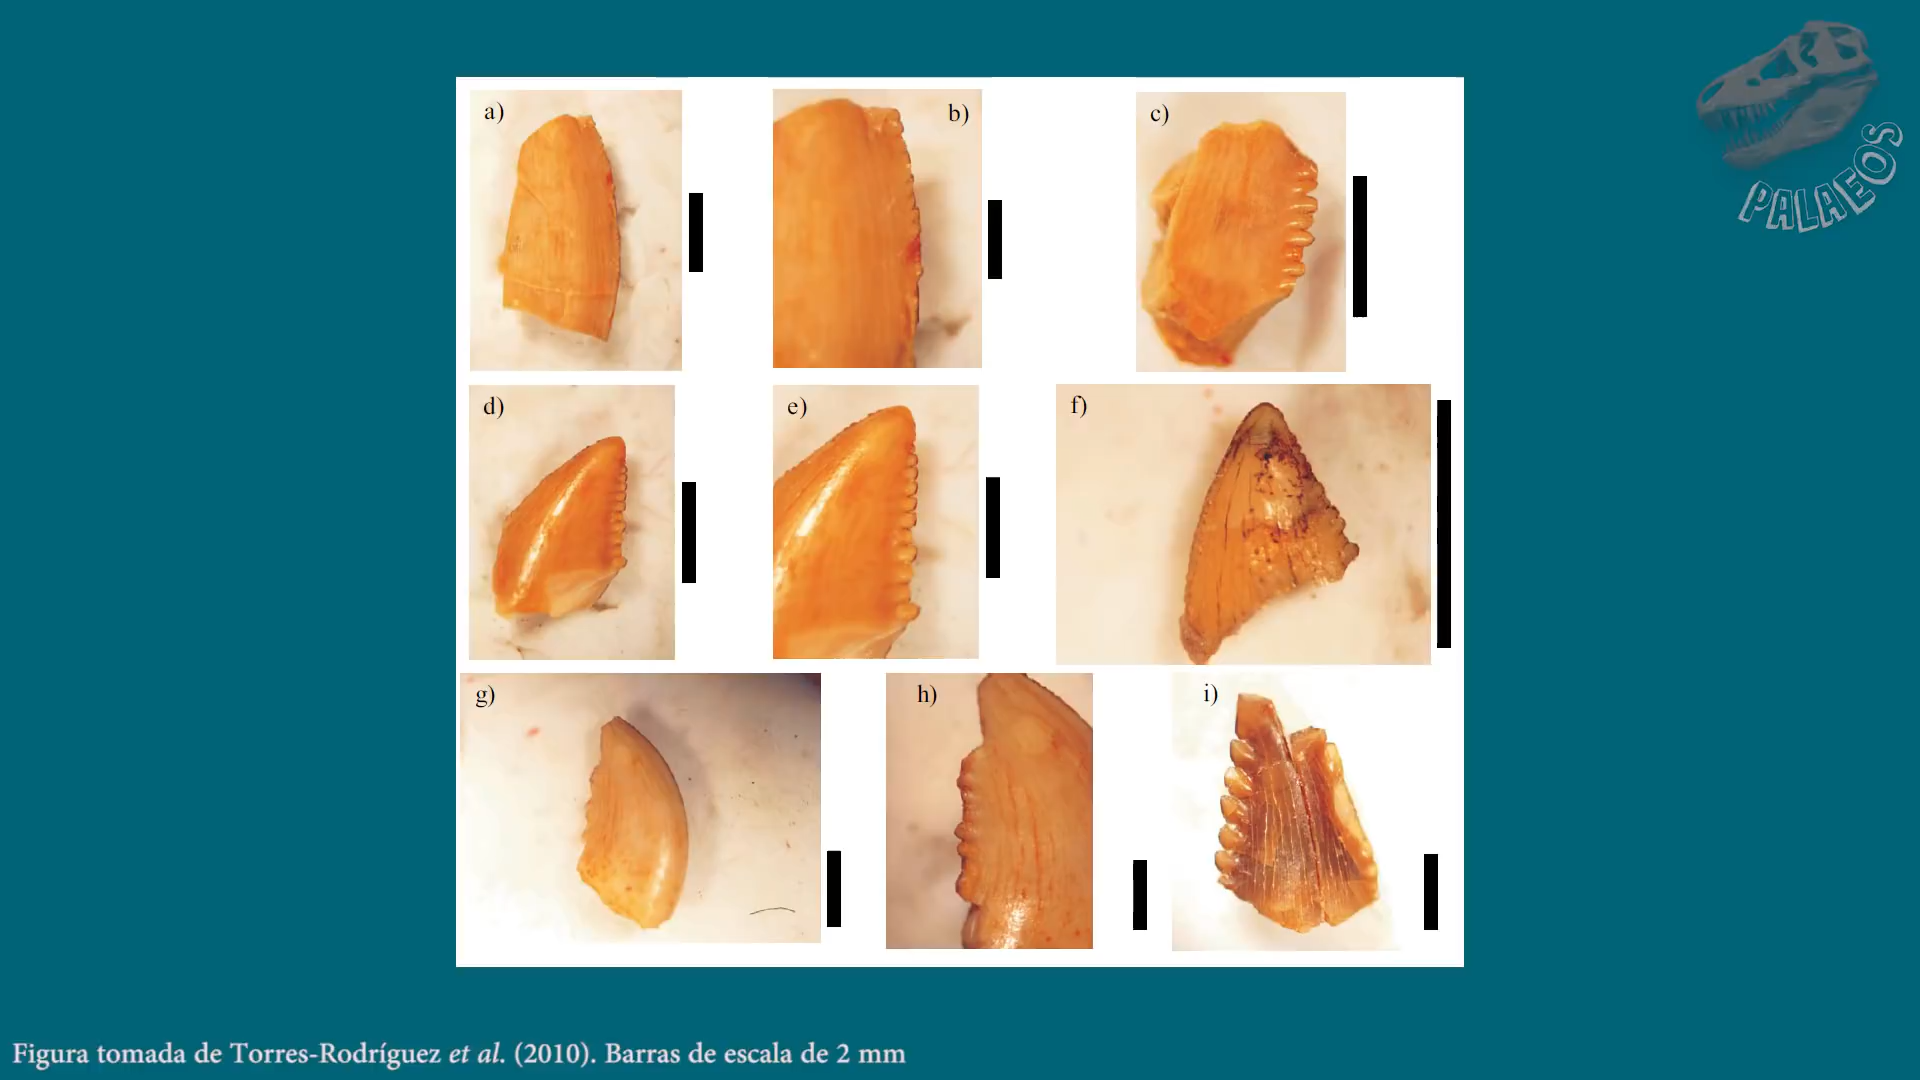 PALAEOS
a)
b)
c)
d)
e)
f)
g)
h)
i)
Figura tomada de Torres-Rodríguez et al. (2010). Barras de escala de 2 mm